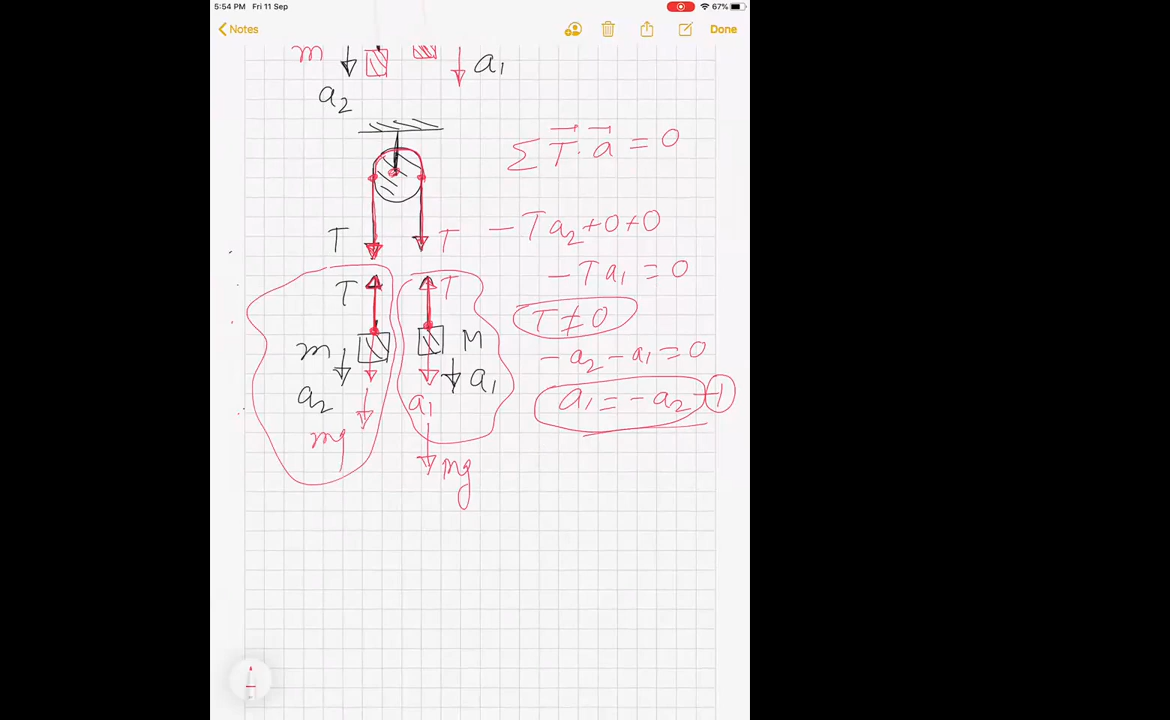 5:54 PM Fri 11 Sep
67%
Notes
Done
m
a1
a2
∑ T⃗ · a⃗ = 0
T
T
- Ta2 + 0 + 0
- Ta1 = 0
T
T
T ≠ 0
m
M
- a2 - a1 = 0
a2
a1
a1
a1 = - a2 - 1
mg
mg